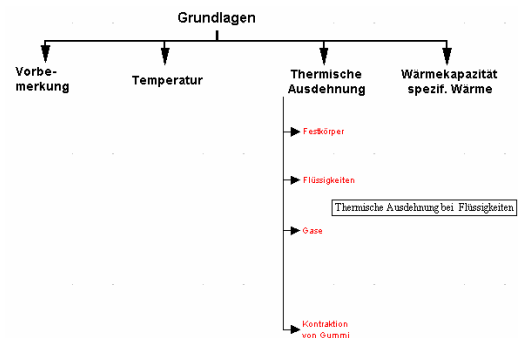 Grundlagen
Vorbe-
merkung
Temperatur
Thermische
Ausdehnung
Wärmekapazität
spezif. Wärme
Festkörper
Flüssigkeiten
Thermische Ausdehnung bei Flüssigkeiten
Gase
Kontraktion
von Gummi